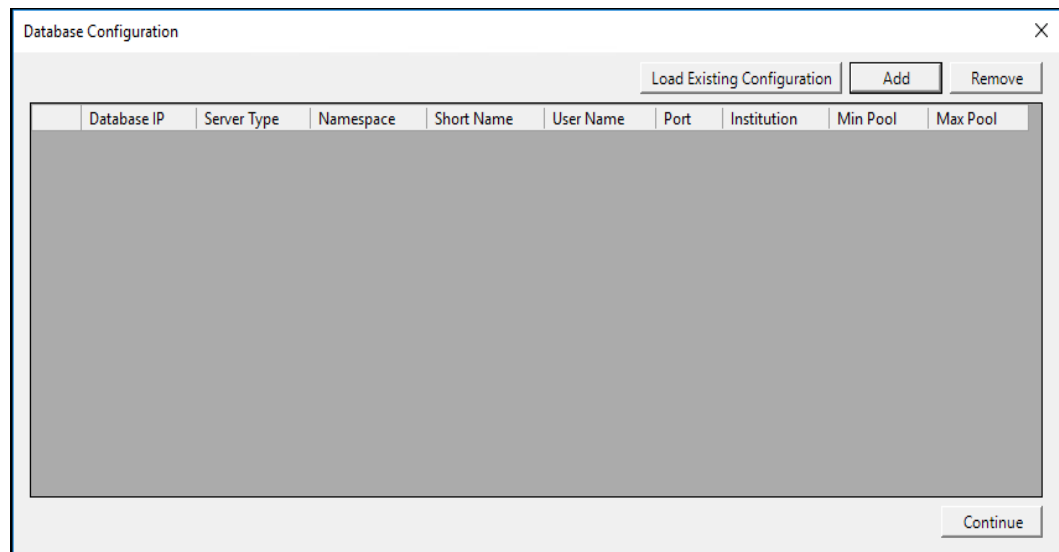 Database Configuration
Load Existing Configuration Add Remove
Database IP Server Type Namespace Short Name User Name Port Institution Min Pool Max Pool
Continue